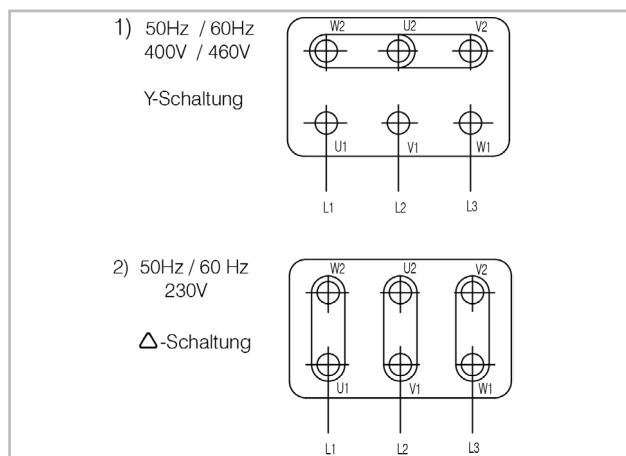 1) 50Hz / 60Hz
400V / 460V
Y-Schaltung
W2 U2 V2
U1 V1 W1
L1 L2 L3
2) 50Hz / 60 Hz
230V
△-Schaltung
W2 U2 V2
U1 V1 W1
L1 L2 L3